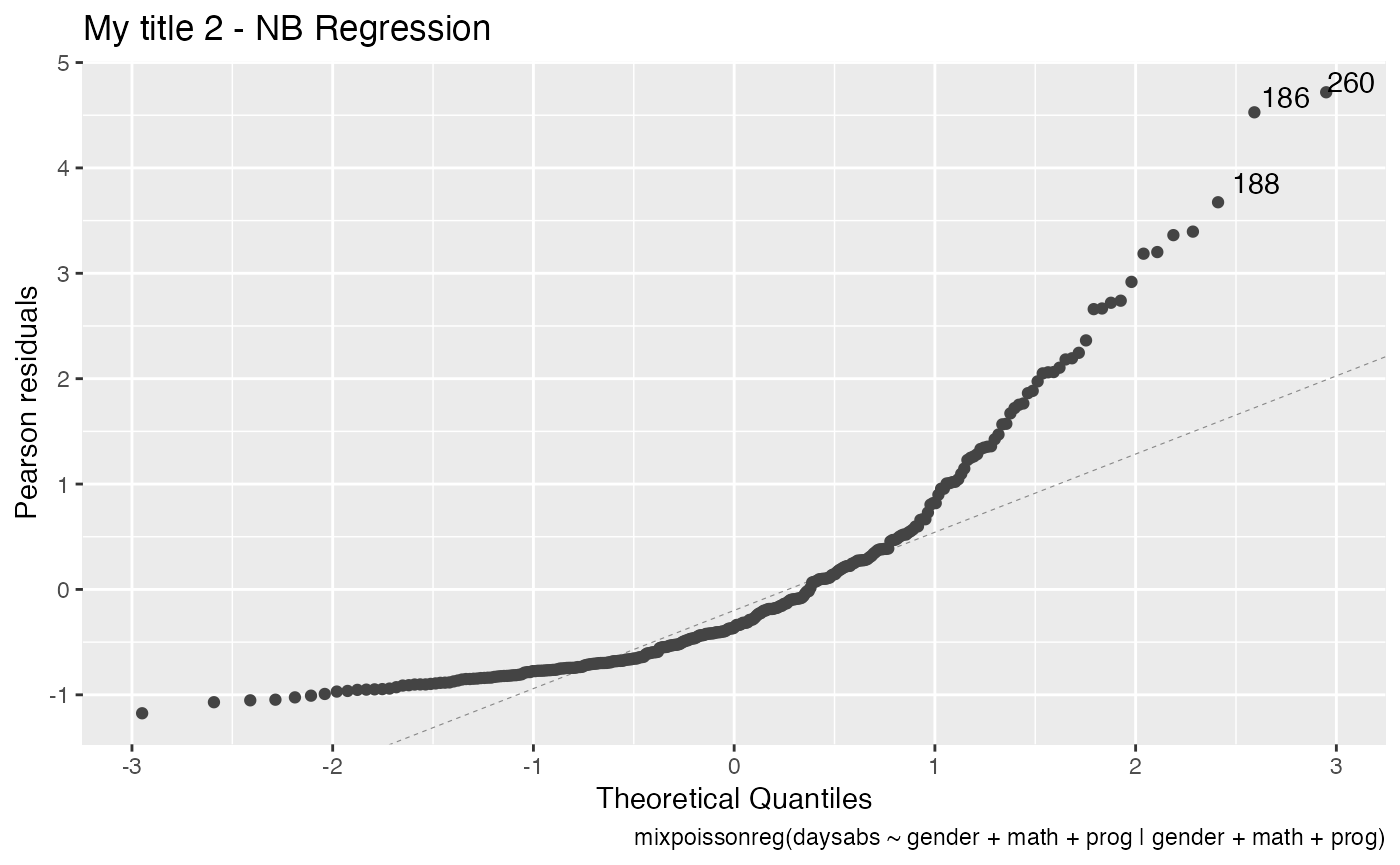 My title 2 - NB Regression
5
4
3
2
1
0
-1
Pearson residuals
260
186
188
-3 -2 -1 0 1 2 3
Theoretical Quantiles
mixpoissonreg(daysabs ~ gender + math + prog | gender + math + prog)